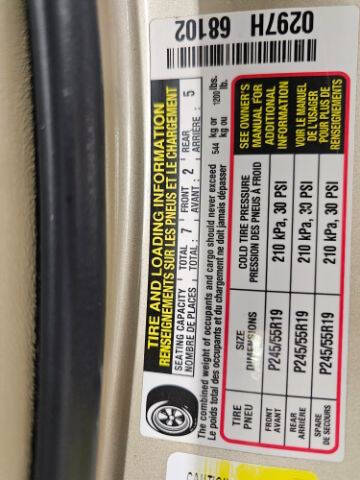 0297H
68102
TIRE AND LOADING INFORMATION
RENSEIGNEMENTS SUR LES PNEUS ET LE CHARGEMENT
SEATING CAPACITY TOTAL 7 FRONT 2 REAR 5
NOMBRE DE PLACES TOTAL: 7 AVANT: 2 ARRIÈRE: 5
The combined weight of occupants and cargo should never exceed 544 kg or 1200 lbs.
Le poids total des occupants et du chargement ne doit jamais dépasser 544 kg ou 1200 lb.
TIRE SIZE COLD TIRE PRESSURE
PNEU DIMENSIONS PRESSION DES PNEUS À FROID
FRONT
AVANT P245/55R19 210 kPa, 30 PSI
REAR
ARRIÈRE P245/55R19 210 kPa, 30 PSI
SPARE
DE SECOURS P245/55R19 210 kPa, 30 PSI
SEE OWNER'S
MANUAL FOR
ADDITIONAL
INFORMATION
VOIR LE MANUEL
DE L'USAGER
POUR PLUS DE
RENSEIGNEMENTS